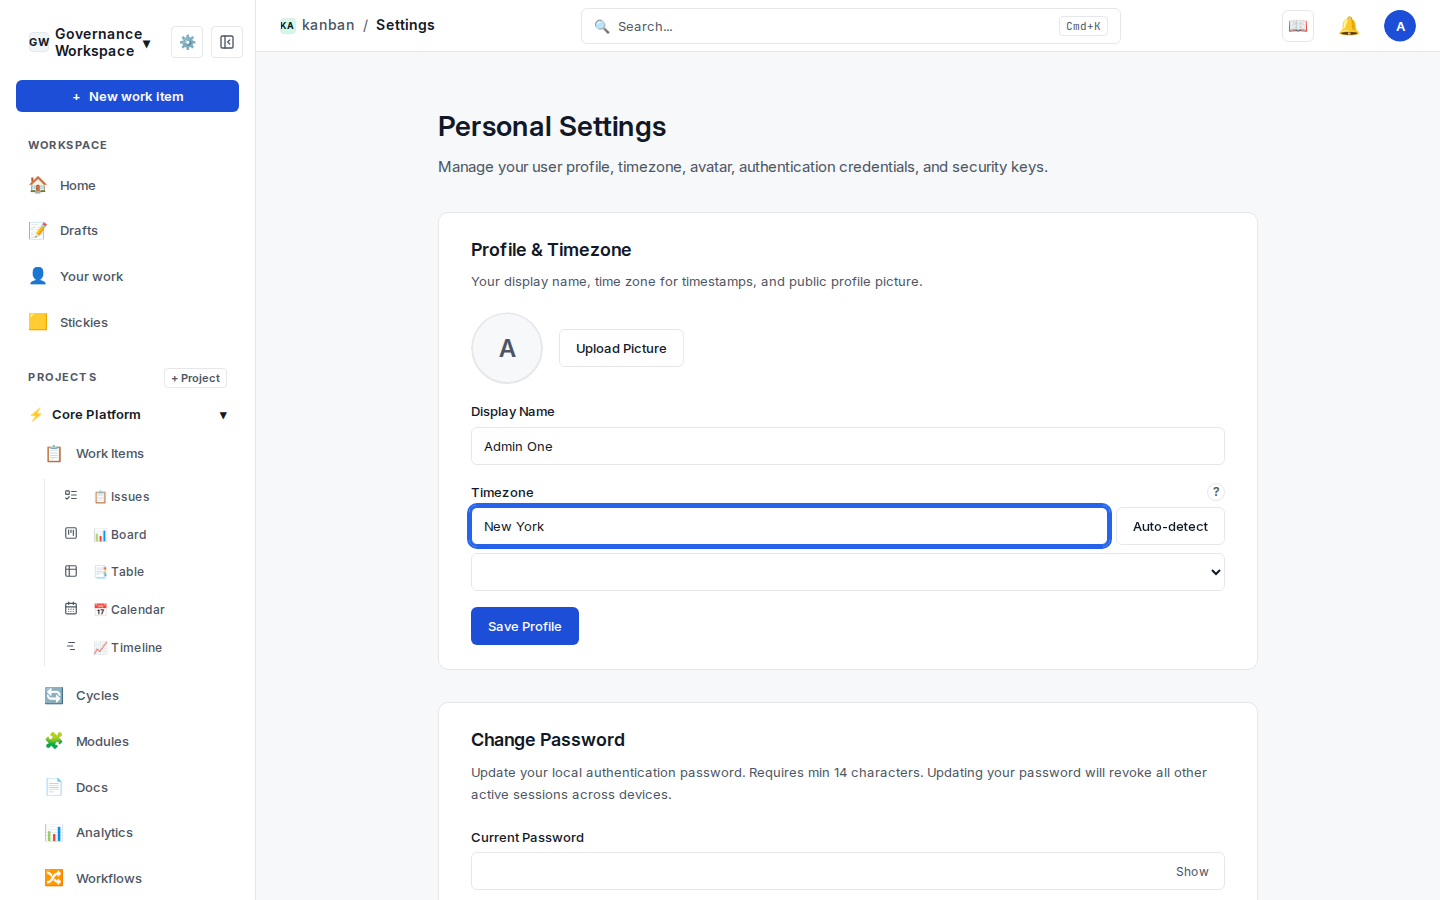 GW Governance Workspace ▾
+ New work item
WORKSPACE
Home
Drafts
Your work
Stickies
PROJECTS
+ Project
Core Platform ▾
Work Items
Issues
Board
Table
Calendar
Timeline
Cycles
Modules
Docs
Analytics
Workflows
KA kanban / Settings
Search...
Cmd+K
A
Personal Settings
Manage your user profile, timezone, avatar, authentication credentials, and security keys.
Profile & Timezone
Your display name, time zone for timestamps, and public profile picture.
A
Upload Picture
Display Name
Admin One
Timezone
?
New York
Auto-detect
Save Profile
Change Password
Update your local authentication password. Requires min 14 characters. Updating your password will revoke all other
active sessions across devices.
Current Password
Show